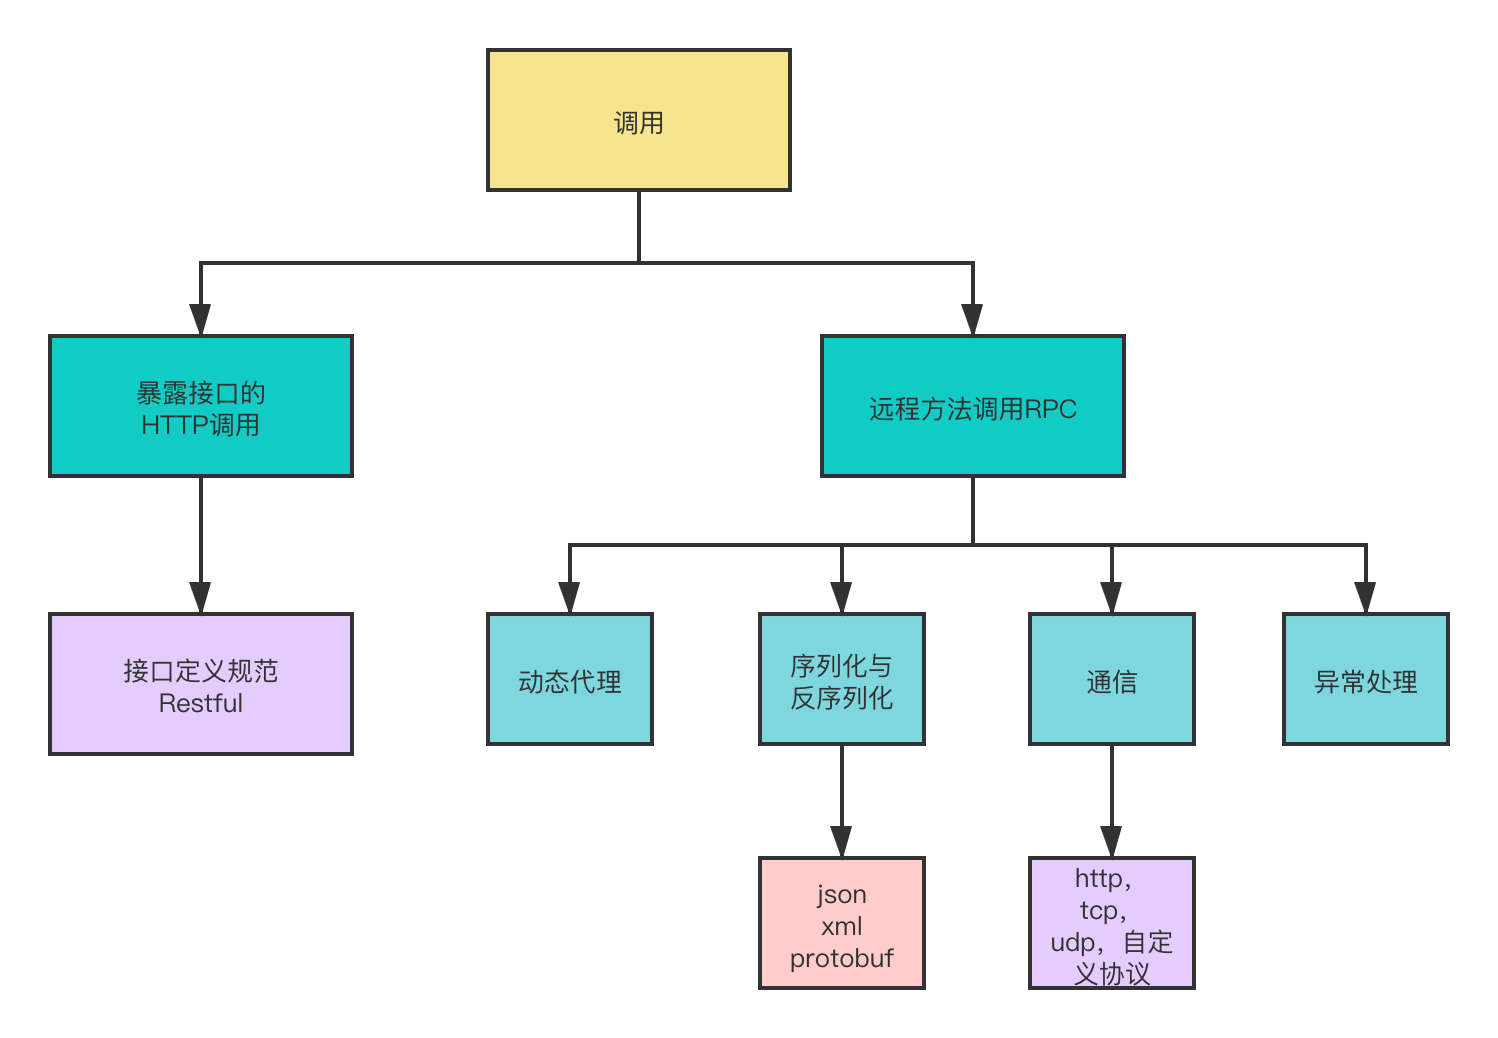 调用
暴露接口的
HTTP调用
远程方法调用RPC
接口定义规范
Restful
动态代理
序列化与
反序列化
通信
异常处理
json
xml
protobuf
http，
tcp，
udp，自定
义协议